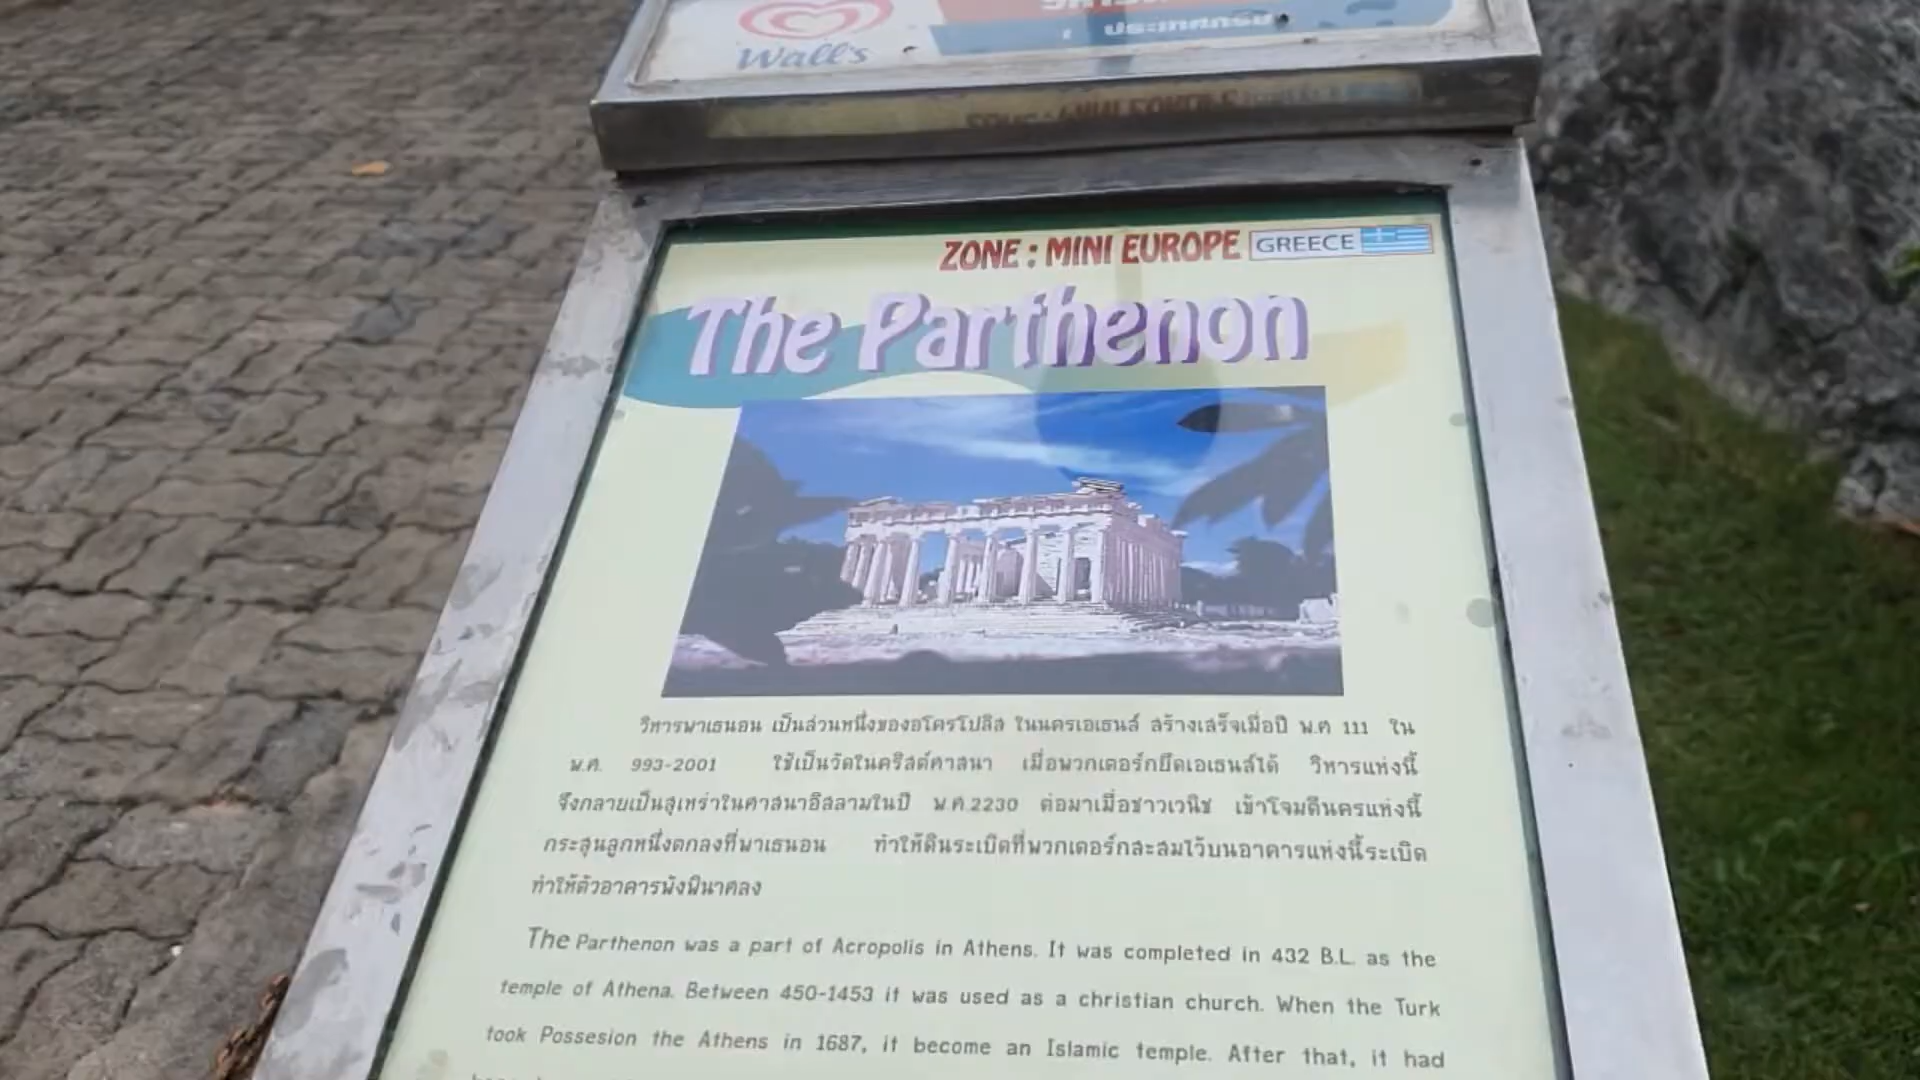 Wall's
ประเทศกรีซ
ZONE : MINI EUROPE GREECE
The Parthenon
วิหารพาเธนอน เป็นส่วนหนึ่งของอโครโปลิส ในนครเอเธนส์ สร้างเสร็จเมื่อปี พ.ศ 111 ใน
พ.ศ. 993-2001 ใช้เป็นวัดในคริสต์ศาสนา เมื่อพวกเตอร์กยึดเอเธนส์ได้ วิหารแห่งนี้
จึงกลายเป็นสุเหร่าในศาสนาอิสลามในปี พ.ศ.2230 ต่อมาเมื่อชาวเวนิช เข้าโจมตีนครแห่งนี้
กระสุนลูกหนึ่งตกลงที่พาเธนอน ทำให้ดินระเบิดที่พวกเตอร์กสะสมไว้บนอาคารแห่งนี้ระเบิด
ทำให้ตัวอาคารพังพินาศลง
The Parthenon was a part of Acropolis in Athens. It was completed in 432 B.L. as the
temple of Athena. Between 450-1453 it was used as a christian church. When the Turk
took Possesion the Athens in 1687, it become an Islamic temple. After that, it had